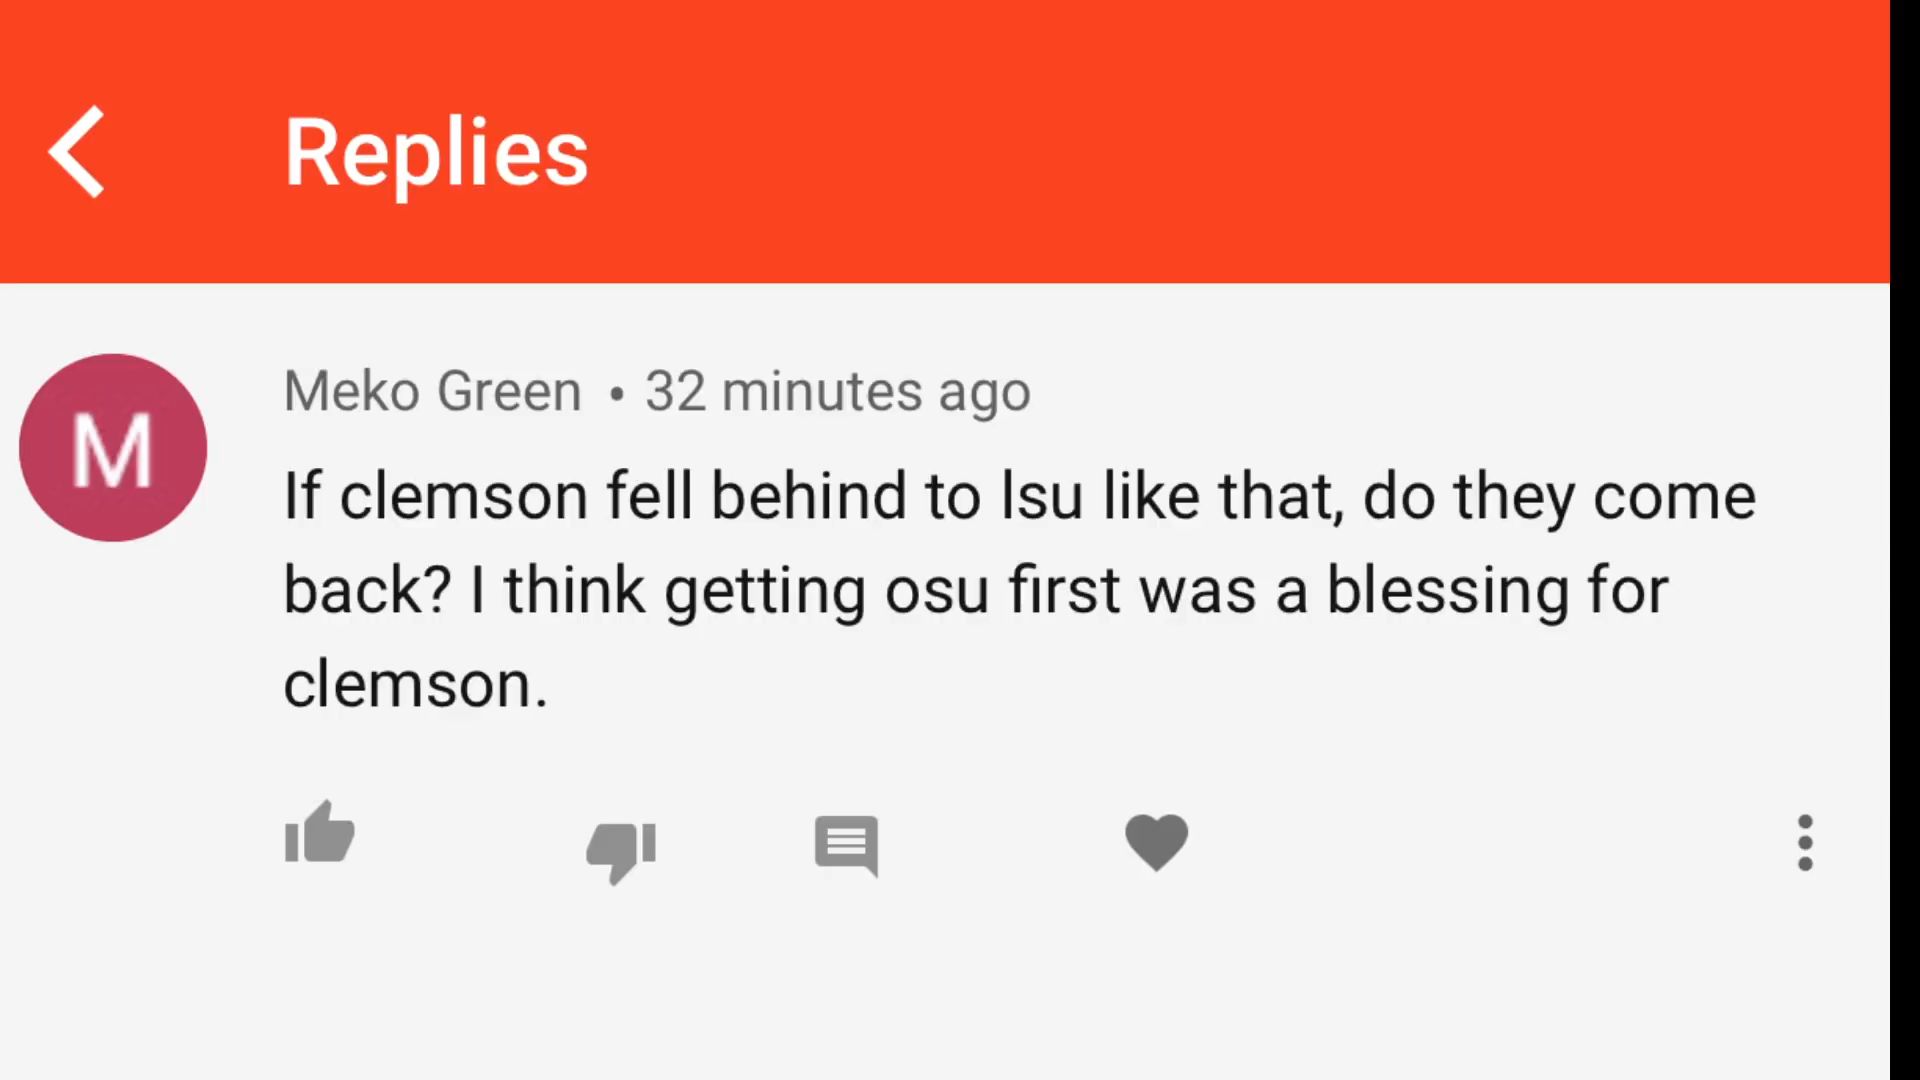 Replies
M
Meko Green • 32 minutes ago
If clemson fell behind to lsu like that, do they come
back? I think getting osu first was a blessing for
clemson.